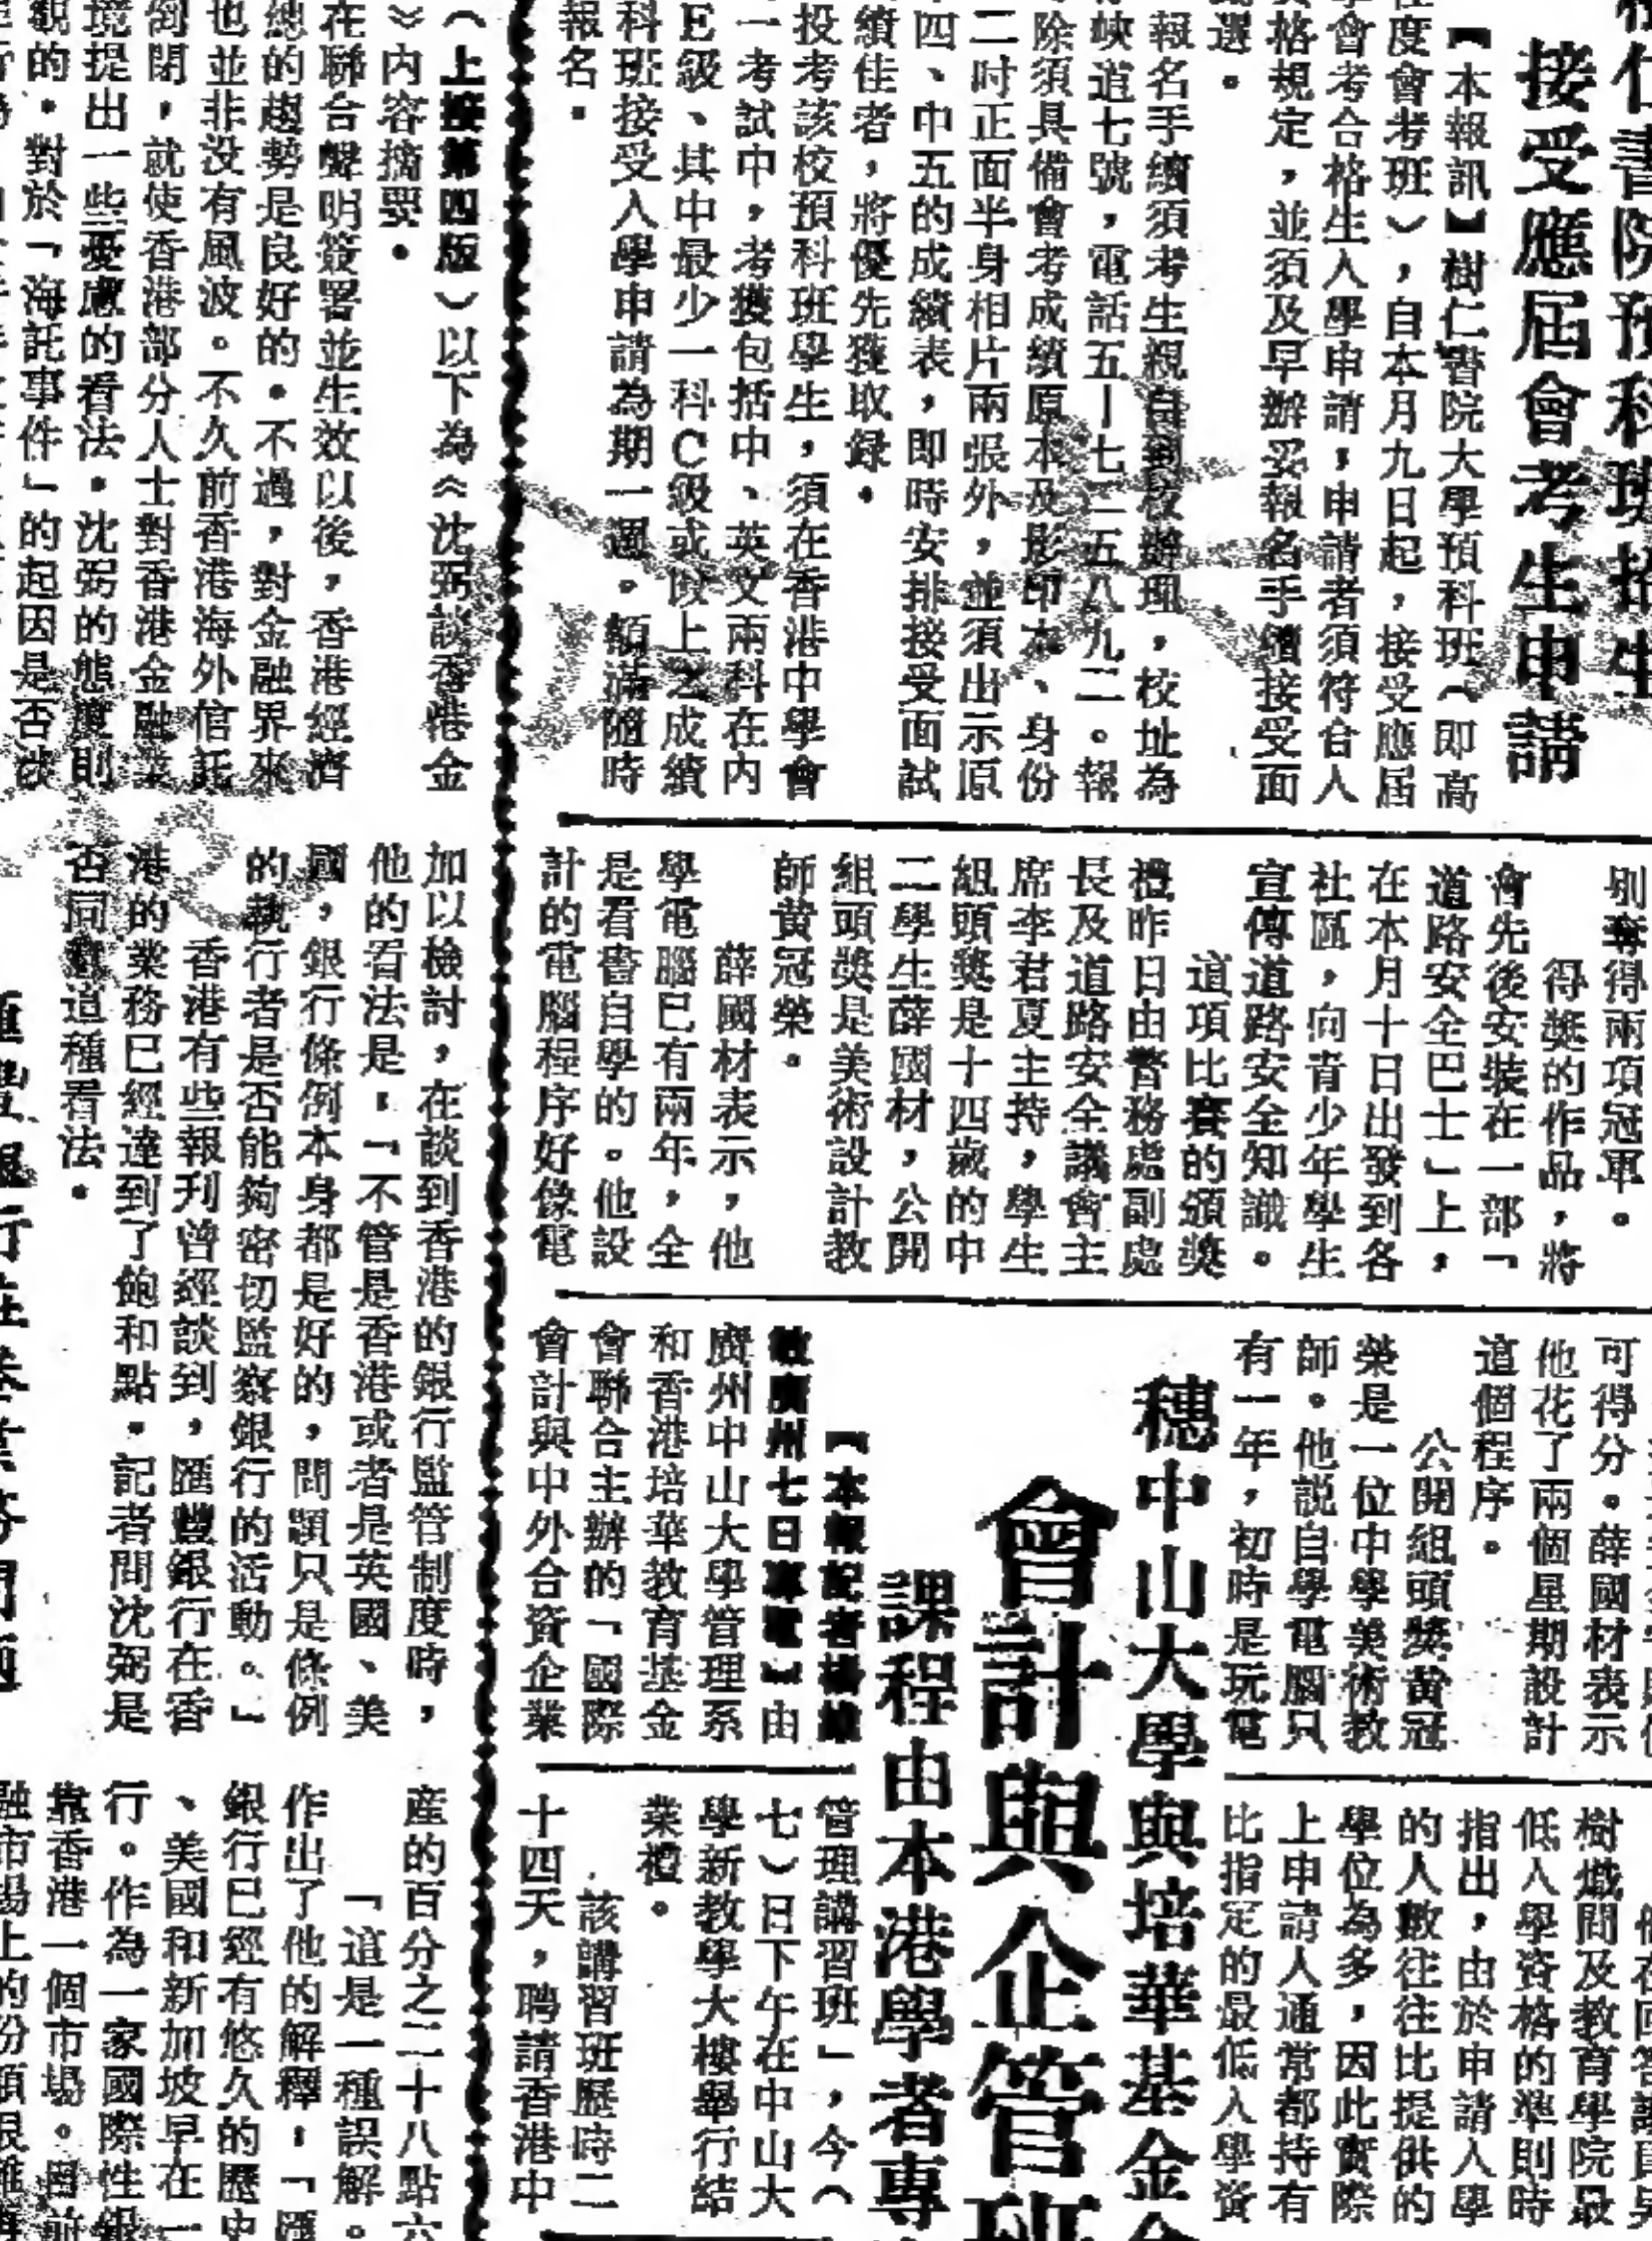 接受應屆會考生申請
【本報訊】樹仁書院大學預科班（即高
度會考班），自本月九日起，接受應屆
會考合格生入學申請，申請者須符合入
格規定，並須及早辦妥報名手續接受面
選。
報名手續須考生親自到校辦理，校址為
峽道七號，電話五—七二五八九二。報
除須具備會考成績原本及影印本、身份
二吋正面半身相片兩張外，並須出示原
四、中五的成績表，即時安排接受面試
績佳者，將優先獲取錄。
投考該校預科班學生，須在香港中學會
一考試中，考獲包括中、英文兩科在內
E級、其中最少一科C級或以上之成績
科班接受入學申請為期一週。額滿隨時
報名。
別奪得兩項冠軍。
得獎的作品，將
會先後安裝在一部「
道路安全巴士」上，
在本月十日出發到各
社區，向青少年學生
宣傳道路安全知識。
這項比賽的頒獎
禮昨日由警務處副處
長及道路安全議會主
席李君夏主持，學生
組頭獎是十四歲的中
二學生薛國材，公開
組頭獎是美術設計教
師黃冠榮。
薛國材表示，他
學電腦已有兩年，全
是看書自學的。他設
計的電腦程序好像電
可得分。薛國材表示
他花了兩個星期設計
這個程序。
公開組頭獎黃冠
榮是一位中學美術教
師。他説自學電腦只
有一年，初時是玩電
穗中山大學與培華基金
會計與企管班
課程由本港學者專
廣州七日專電】由
廣州中山大學管理系
和香港培華教育基金
會聯合主辦的「國際
會計與中外合資企業
管理講習班」，今（
七）日下午在中山大
學新教學大樓舉行結
業禮。
該講習班歷時二
十四天，聘請香港中
樹熾問及教育學院最
低入學資格的準則時
指出，由於申請入學
的人數往往比提供的
學位為多，因此實際
上申請人通常都持有
比指定的最低入學資
（上接第四版）以下為《沈弼談香港金
》內容摘要。
在聯合聲明簽署並生效以後，香港經濟
總的趨勢是良好的。不過，對金融界來
也並非没有風波。不久前香港海外信託
倒閉，就使香港部分人士對香港金融業
境提出一些憂慮的看法。沈弼的態度則
觀的。對於「海託事件」的起因是否缺
加以檢討，在談到香港的銀行監管制度時，
他的看法是，「不管是香港或者是英國、美
國，銀行條例本身都是好的，問題只是條例
的執行者是否能夠密切監察銀行的活動。」
香港有些報刊曾經談到，匯豐銀行在香
港的業務已經達到了飽和點。記者問沈弼是
否同意這種看法。
產的百分之二十八點六
「這是一種誤解。
作出了他的解釋，「匯
銀行已經有悠久的歷史
、美國和新加坡早在一
行。作為一家國際性銀
靠香港一個市場。目前
融市場上的份額很難再